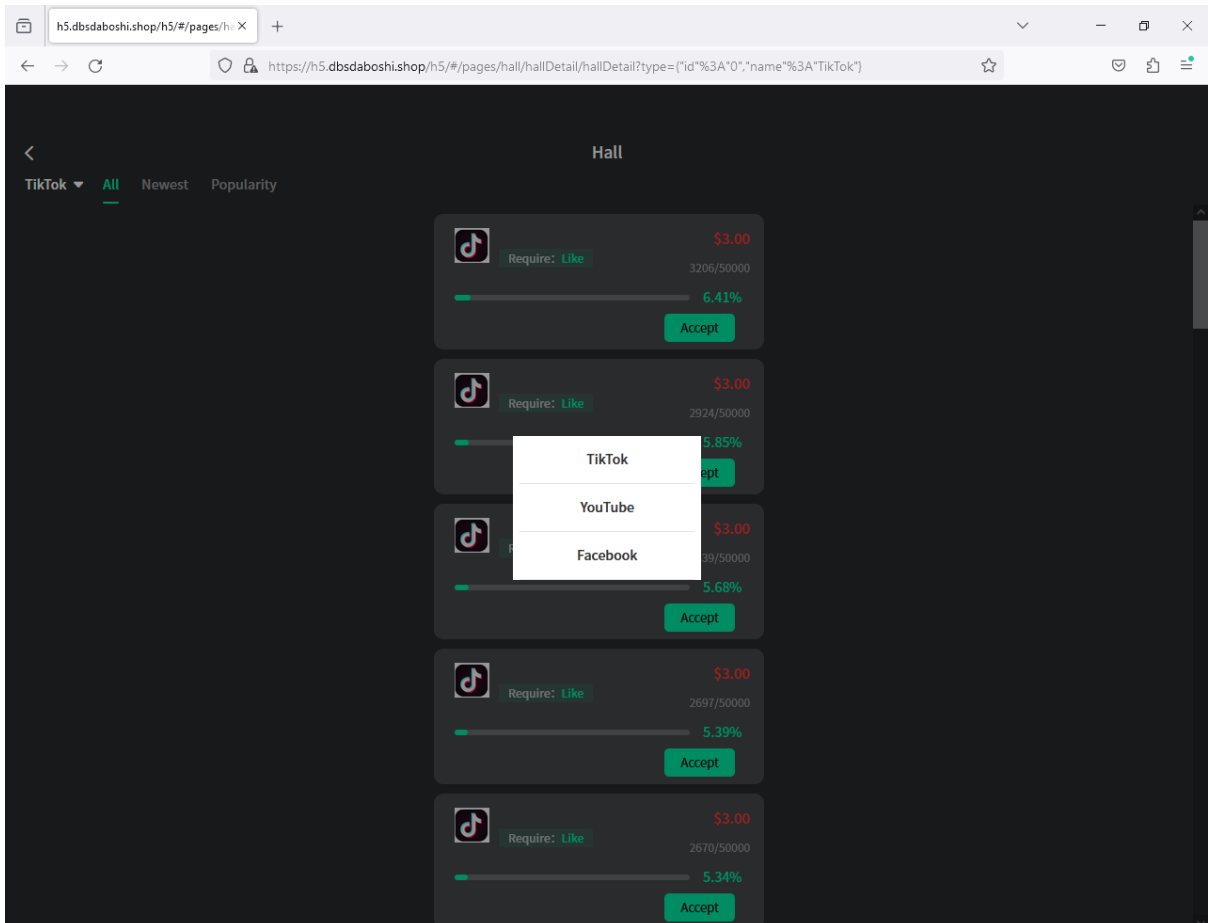 h5.dbsdaboshi.shop/h5/#/pages/ha
https://h5.dbsdaboshi.shop/h5/#/pages/hall/hallDetail/hallDetail?type={"id"%3A"0","name"%3A"TikTok"}
Hall
TikTok All Newest Popularity
$3.00
Require: Like
3206/50000
6.41%
Accept
$3.00
Require: Like
2924/50000
5.85%
TikTok
ept
YouTube
$3.00
Facebook
39/50000
5.68%
Accept
$3.00
Require: Like
2697/50000
5.39%
Accept
$3.00
Require: Like
2670/50000
5.34%
Accept